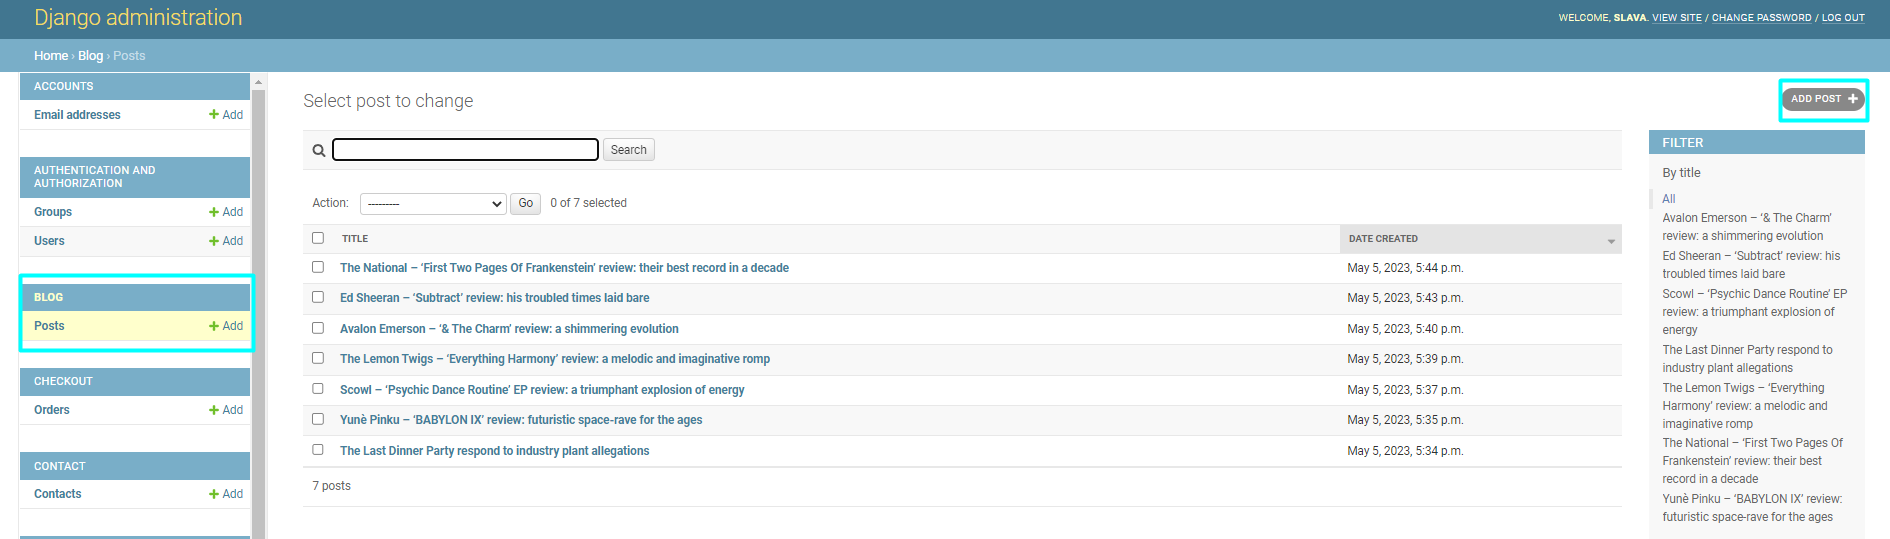 Django administration
WELCOME, SLAVA. VIEW SITE / CHANGE PASSWORD / LOG OUT
Home › Blog › Posts
ACCOUNTS
Email addresses
Add
AUTHENTICATION AND
AUTHORIZATION
Groups
Add
Users
Add
BLOG
Posts
Add
CHECKOUT
Orders
Add
CONTACT
Contacts
Add
Select post to change
ADD POST
Search
Action:
---------
Go
0 of 7 selected
TITLE
DATE CREATED
The National – ‘First Two Pages Of Frankenstein’ review: their best record in a decade
May 5, 2023, 5:44 p.m.
Ed Sheeran – ‘Subtract’ review: his troubled times laid bare
May 5, 2023, 5:43 p.m.
Avalon Emerson – ‘& The Charm’ review: a shimmering evolution
May 5, 2023, 5:40 p.m.
The Lemon Twigs – ‘Everything Harmony’ review: a melodic and imaginative romp
May 5, 2023, 5:39 p.m.
Scowl – ‘Psychic Dance Routine’ EP review: a triumphant explosion of energy
May 5, 2023, 5:37 p.m.
Yunè Pinku – ‘BABYLON IX’ review: futuristic space-rave for the ages
May 5, 2023, 5:35 p.m.
The Last Dinner Party respond to industry plant allegations
May 5, 2023, 5:34 p.m.
7 posts
FILTER
By title
All
Avalon Emerson – ‘& The Charm’
review: a shimmering evolution
Ed Sheeran – ‘Subtract’ review: his
troubled times laid bare
Scowl – ‘Psychic Dance Routine’ EP
review: a triumphant explosion of
energy
The Last Dinner Party respond to
industry plant allegations
The Lemon Twigs – ‘Everything
Harmony’ review: a melodic and
imaginative romp
The National – ‘First Two Pages Of
Frankenstein’ review: their best
record in a decade
Yunè Pinku – ‘BABYLON IX’ review:
futuristic space-rave for the ages